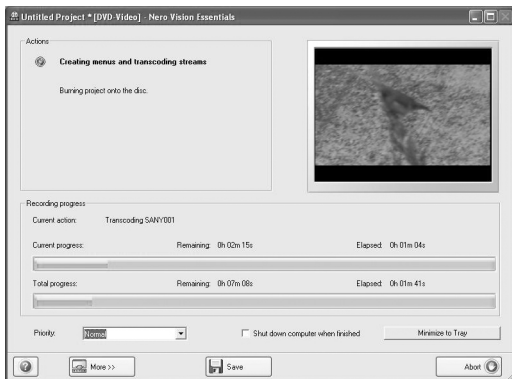 Untitled Project *[DVD-Video] - Nero Vision Essentials
Actions
Creating menus and transcoding streams
Burning project onto the disc.
Recording progress
Current action: Transcoding SANY001
Current progress: Remaining: 0h 02m 15s Elapsed: 0h 01m 04s
Total progress: Remaining: 0h 07m 08s Elapsed: 0h 01m 41s
Priority: Normal Shut down computer when finished Minimize to Tray
More >> Save Abort